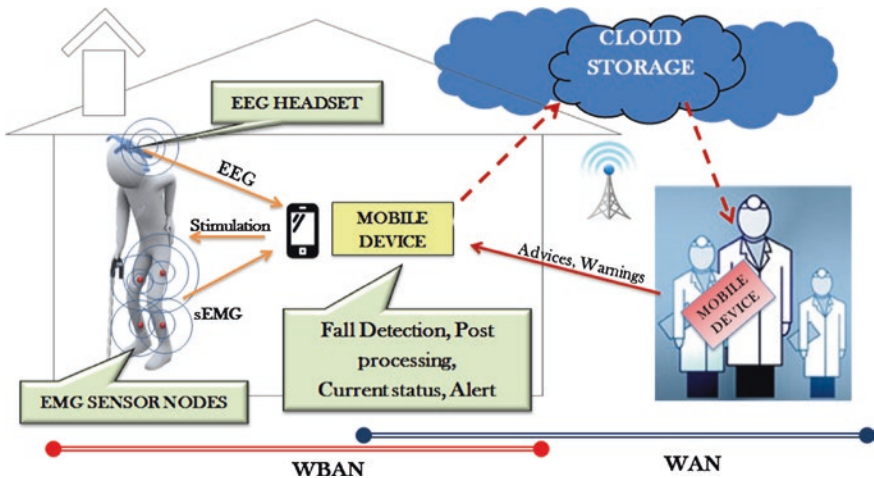 CLOUD
STORAGE
EEG HEADSET
EEG
Stimulation
MOBILE
DEVICE
sEMG
Advices, Warnings
MOBILE
DEVICE
Fall Detection, Post
processing,
Current status, Alert
EMG SENSOR NODES
WBAN
WAN